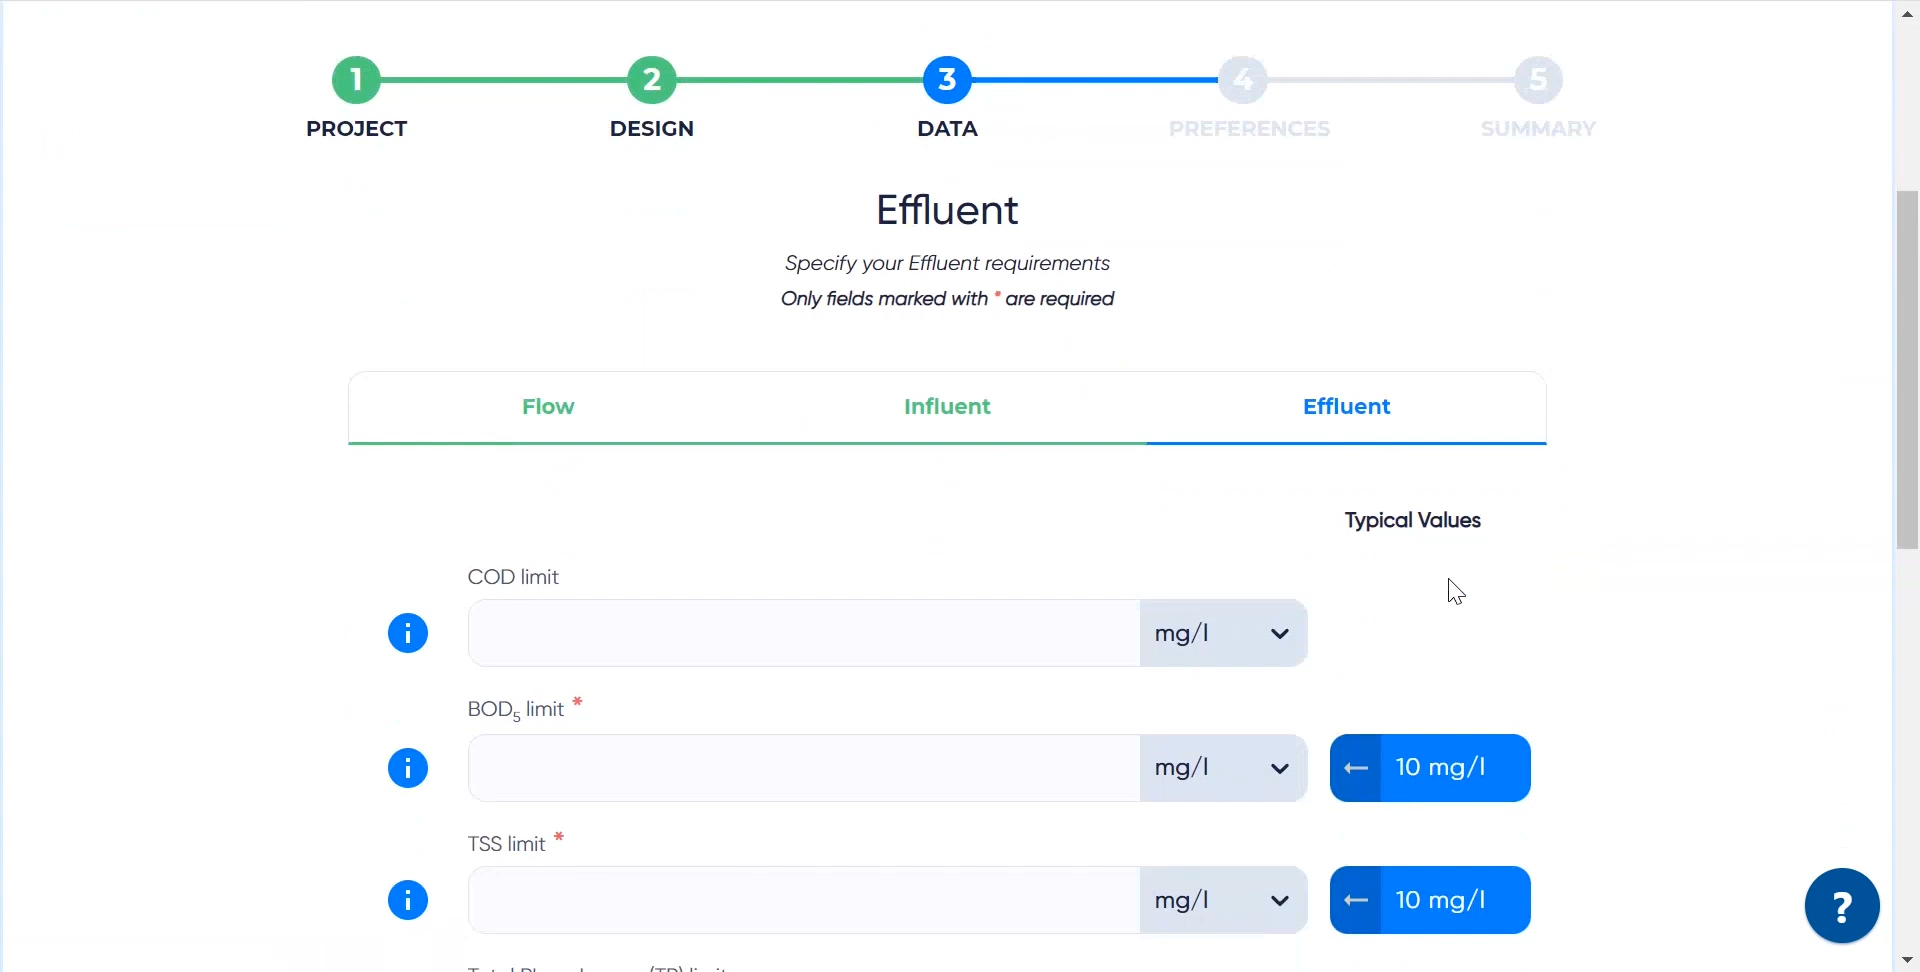 1 2 3 4 5
PROJECT DESIGN DATA PREFERENCES SUMMARY
Effluent
Specify your Effluent requirements
Only fields marked with * are required
Flow Influent Effluent
Typical Values
COD limit
i mg/l
BOD₅ limit *
i mg/l ← 10 mg/l
TSS limit *
i mg/l ← 10 mg/l
?